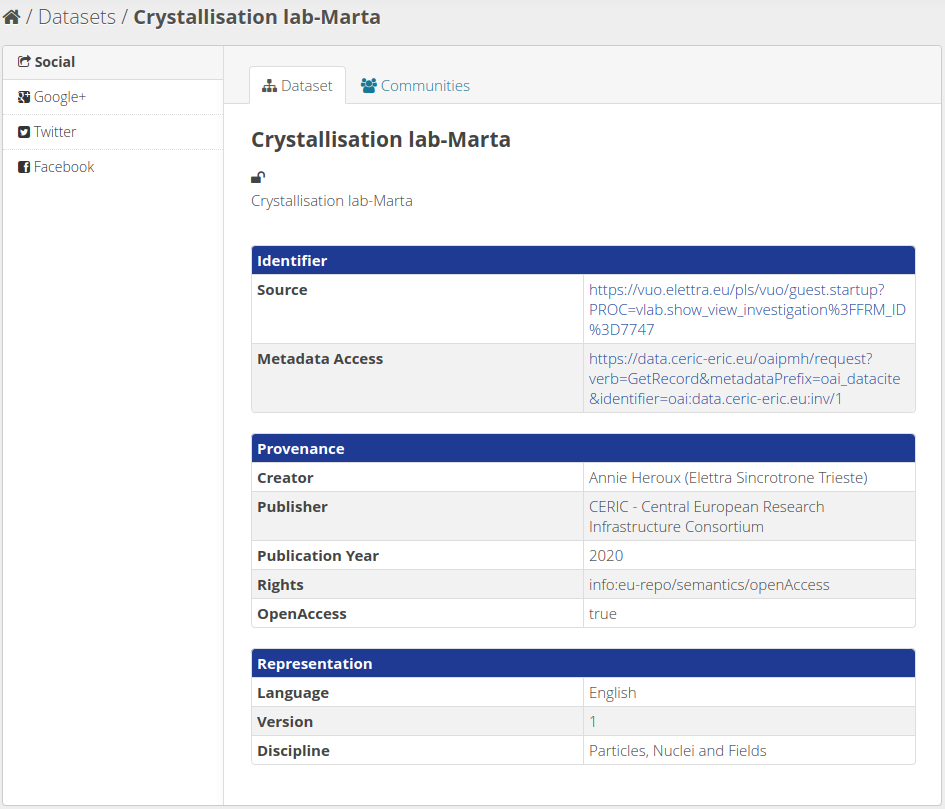 / Datasets / Crystallisation lab-Marta
Social
Google+
Twitter
Facebook
Dataset
Communities
Crystallisation lab-Marta
Crystallisation lab-Marta
Identifier
Source
https://vuo.elettra.eu/pls/vuo/guest.startup?
PROC=vlab.show_view_investigation%3FFRM_ID
%3D7747
Metadata Access
https://data.ceric-eric.eu/oaipmh/request?
verb=GetRecord&metadataPrefix=oai_datacite
&identifier=oai:data.ceric-eric.eu:inv/1
Provenance
Creator
Annie Heroux (Elettra Sincrotrone Trieste)
Publisher
CERIC - Central European Research
Infrastructure Consortium
Publication Year
2020
Rights
info:eu-repo/semantics/openAccess
OpenAccess
true
Representation
Language
English
Version
1
Discipline
Particles, Nuclei and Fields